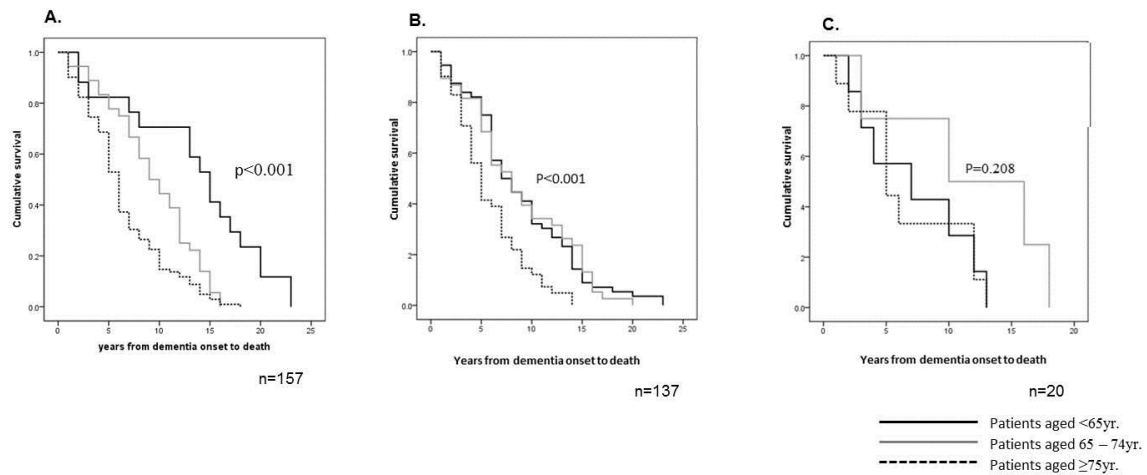 A.
Cumulative survival
1.0
0.8
0.6
0.4
0.2
0.0
p<0.001
0 5 10 15 20 25
years from dementia onset to death
n=157
B.
Cumulative survival
1.0
.8
.6
.4
.2
0.0
P<0.001
0 5 10 15 20 25
Years from dementia onset to death
n=137
C.
Cumulative survival
1.0
.8
.6
.4
.2
0.0
P=0.208
0 5 10 15 20
Years from dementia onset to death
n=20
Patients aged <65yr.
Patients aged 65 – 74yr.
Patients aged ≥75yr.